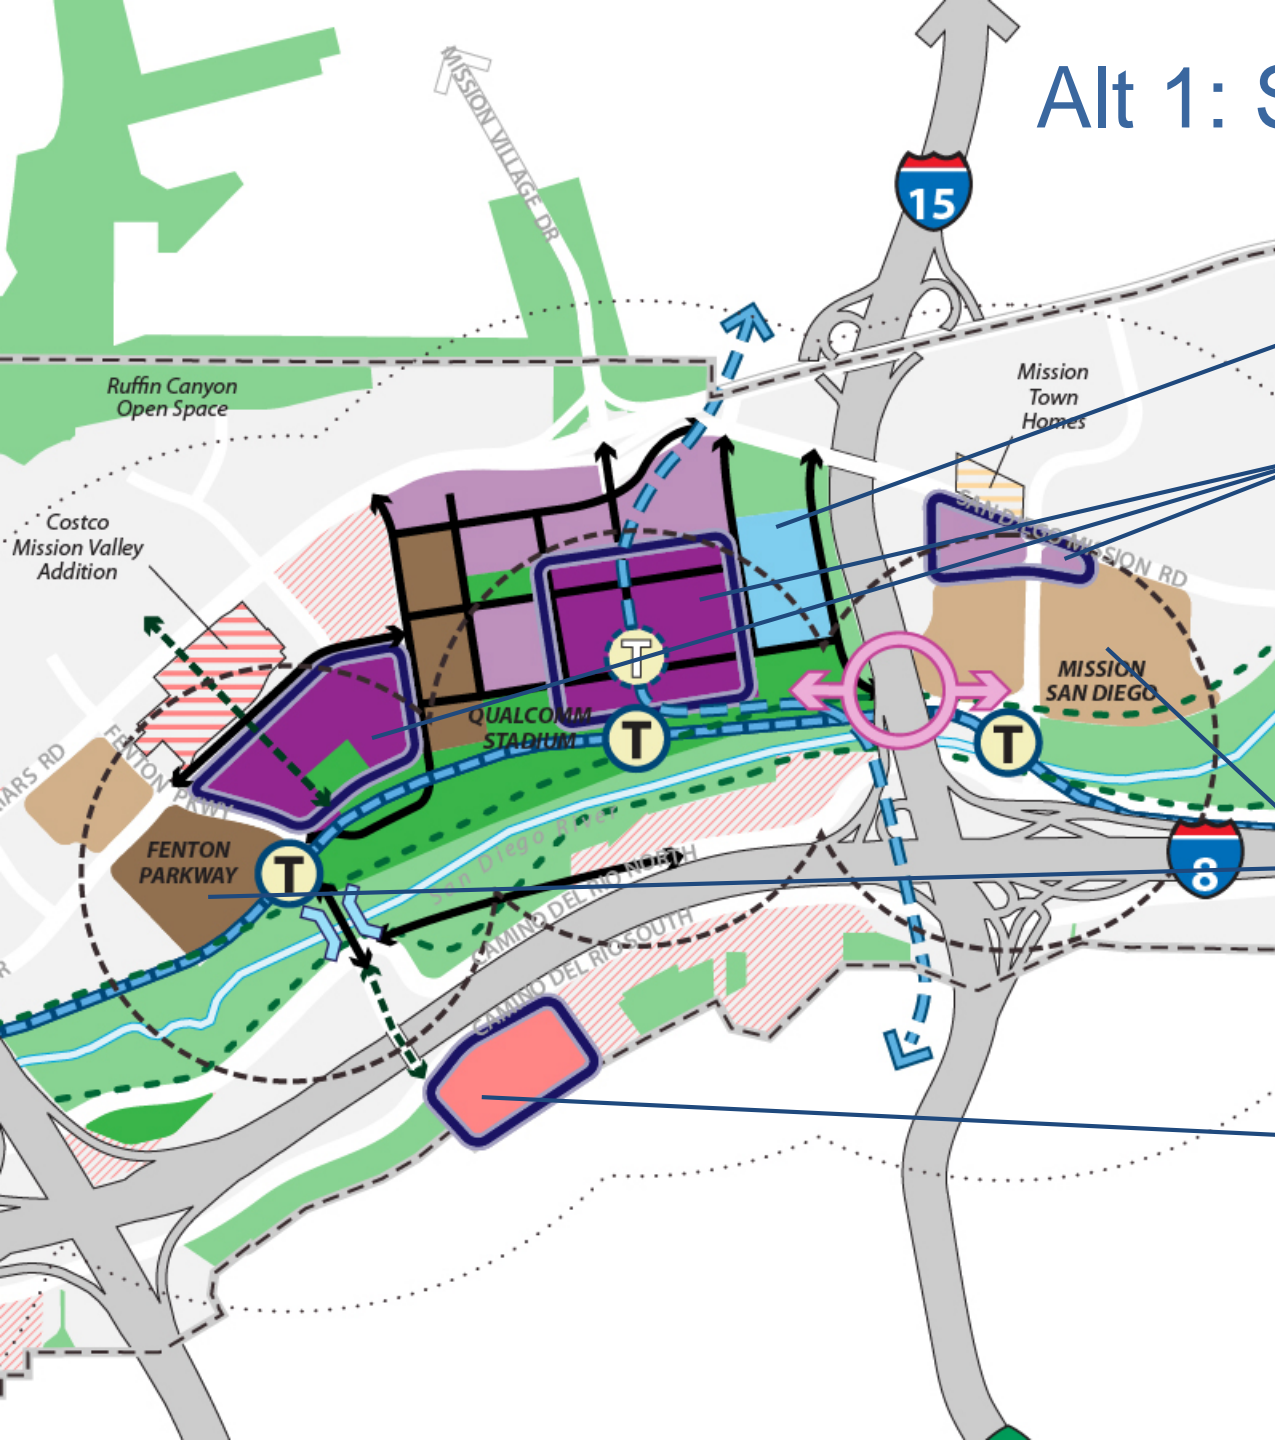 Alt 1: S
MISSION VILLAGE DR
15
Ruffin Canyon
Open Space
Mission
Town
Homes
Costco
Mission Valley
Addition
SAN DIEGO MISSION RD
T
MISSION
SAN DIEGO
QUALCOMM
STADIUM
T
T
FENTON PKWY
FENTON
PARKWAY
T
San Diego River
8
CAMINO DEL RIO NORTH
CAMINO DEL RIO SOUTH